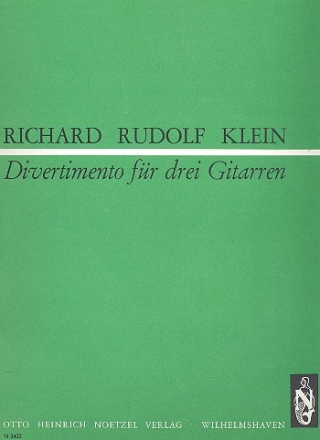 RICHARD RUDOLF KLEIN
Divertimento für drei Gitarren
OTTO HEINRICH NOETZEL VERLAG · WILHELMSHAVEN